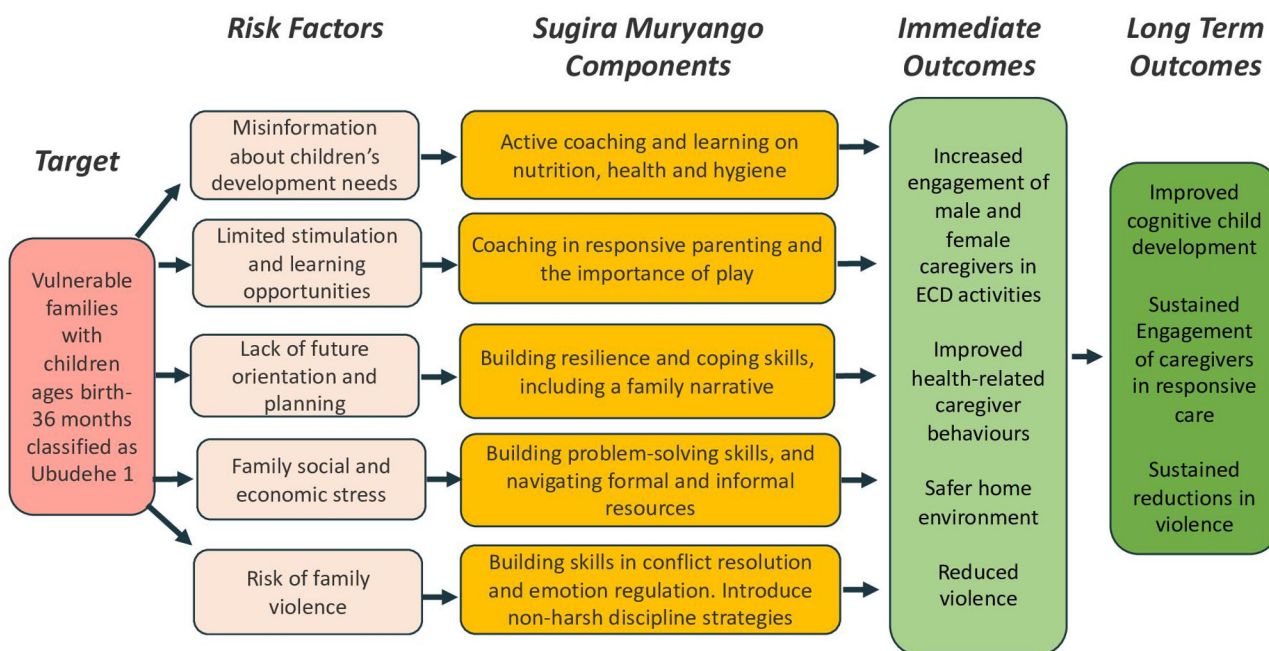 Risk Factors
Sugira Muryango
Components
Immediate
Outcomes
Long Term
Outcomes
Target
Vulnerable
families
with
children
ages birth-
36 months
classified as
Ubudehe 1
Misinformation
about children's
development needs
Active coaching and learning on
nutrition, health and hygiene
Limited stimulation
and learning
opportunities
Coaching in responsive parenting and
the importance of play
Lack of future
orientation and
planning
Building resilience and coping skills,
including a family narrative
Family social and
economic stress
Building problem-solving skills, and
navigating formal and informal
resources
Risk of family
violence
Building skills in conflict resolution
and emotion regulation. Introduce
non-harsh discipline strategies
Increased
engagement of
male and
female
caregivers in
ECD activities
Improved
health-related
caregiver
behaviours
Safer home
environment
Reduced
violence
Improved
cognitive child
development
Sustained
Engagement
of caregivers
in responsive
care
Sustained
reductions in
violence